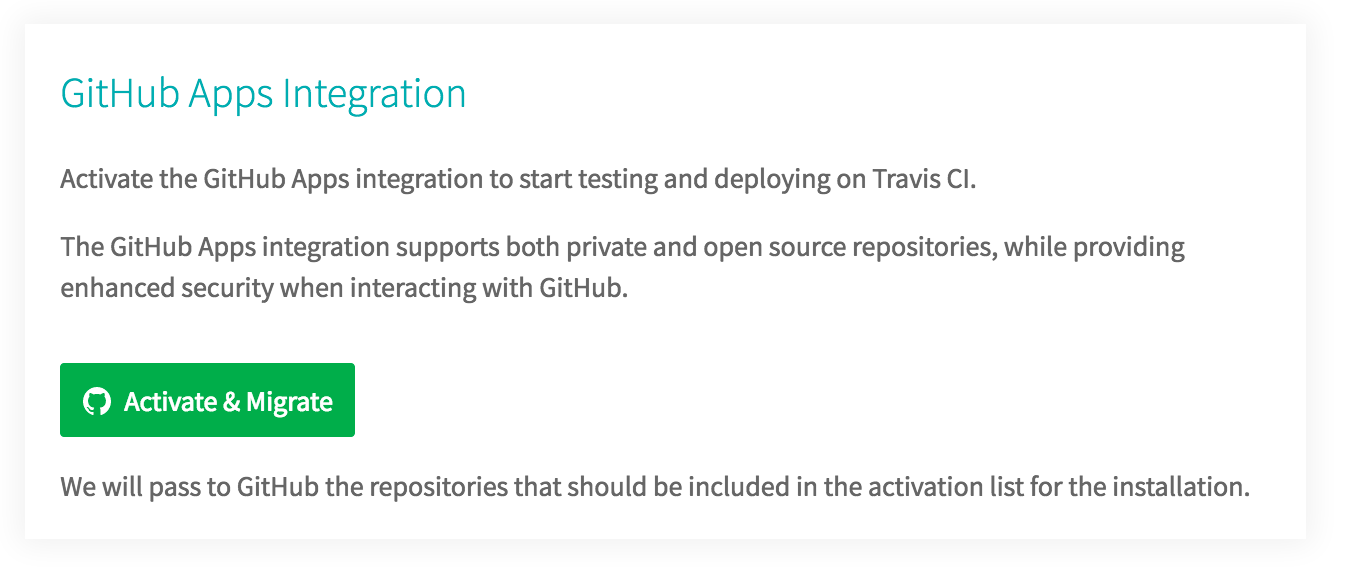 GitHub Apps Integration
Activate the GitHub Apps integration to start testing and deploying on Travis CI.
The GitHub Apps integration supports both private and open source repositories, while providing
enhanced security when interacting with GitHub.
Activate & Migrate
We will pass to GitHub the repositories that should be included in the activation list for the installation.